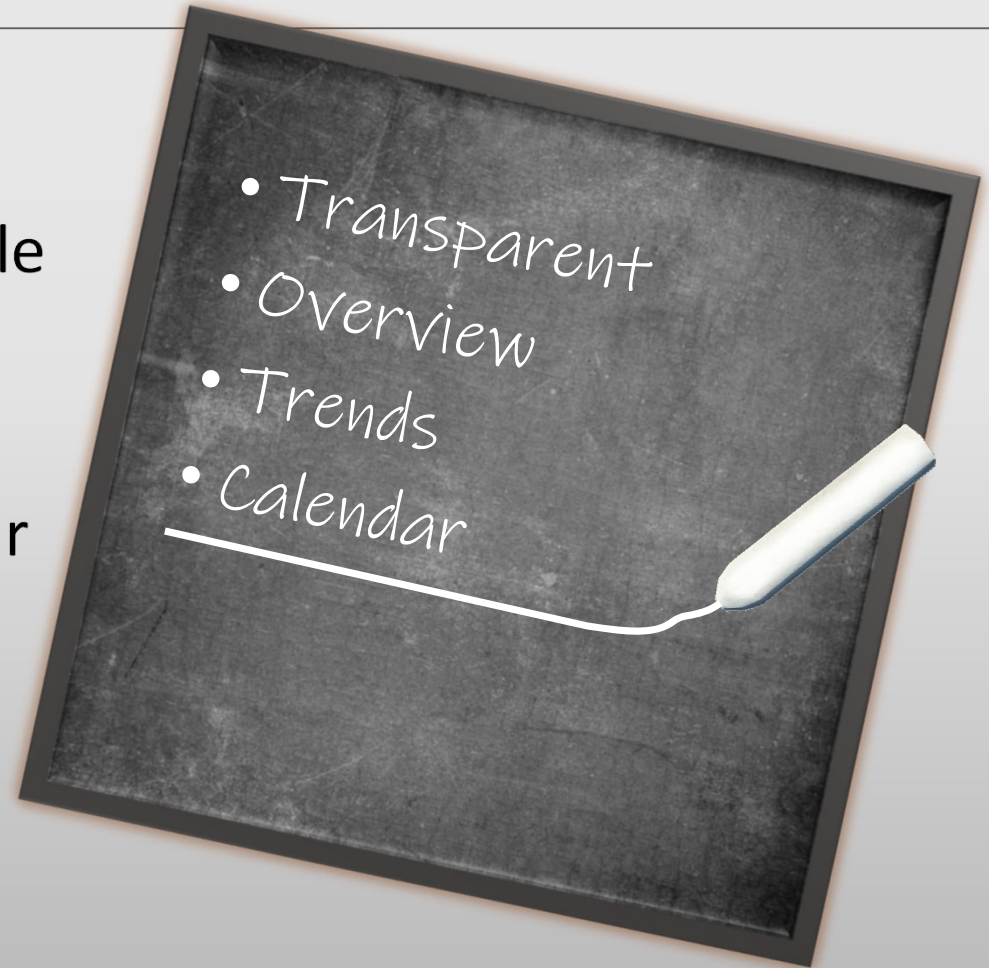 le
r
• Transparent
• Overview
• Trends
• Calendar